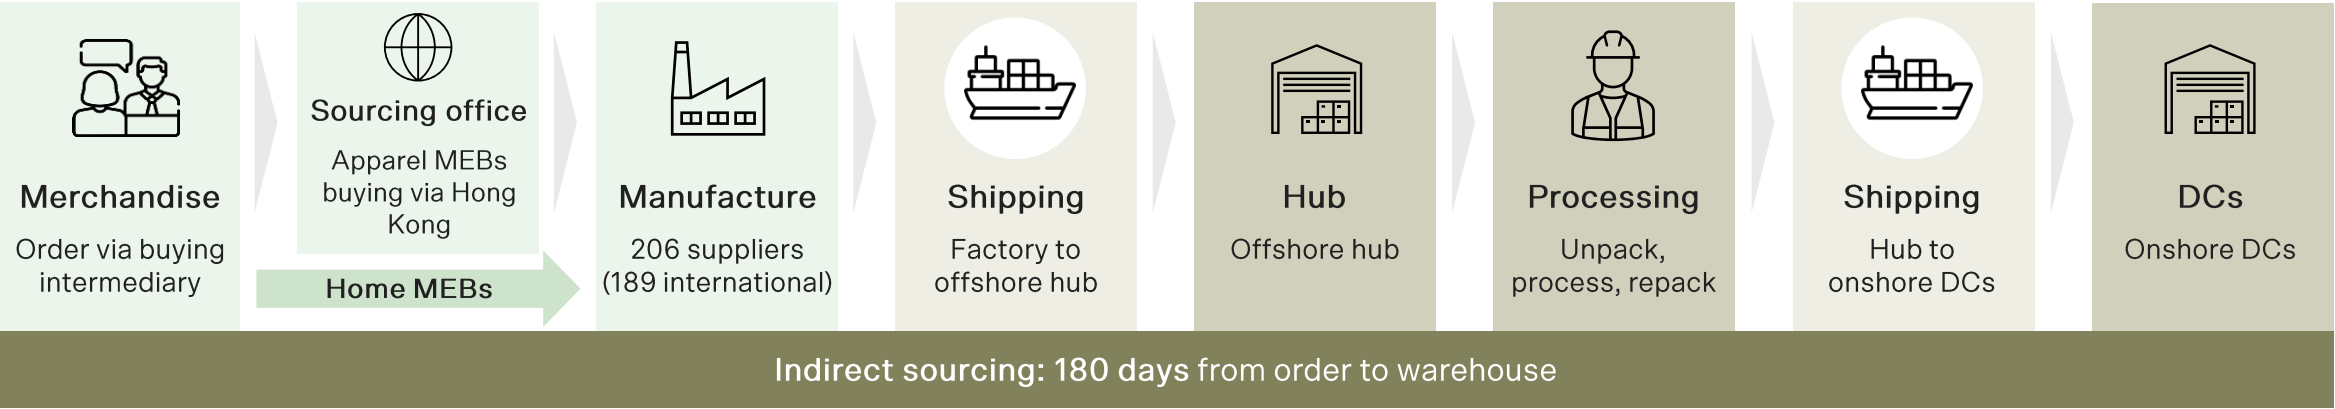 Merchandise
Order via buying
intermediary
Sourcing office
Apparel MEBs
buying via Hong
Kong
Home MEBs
Manufacture
206 suppliers
(189 international)
Shipping
Factory to
offshore hub
Hub
Offshore hub
Processing
Unpack,
process, repack
Shipping
Hub to
onshore DCs
DCs
Onshore DCs
Indirect sourcing: 180 days from order to warehouse